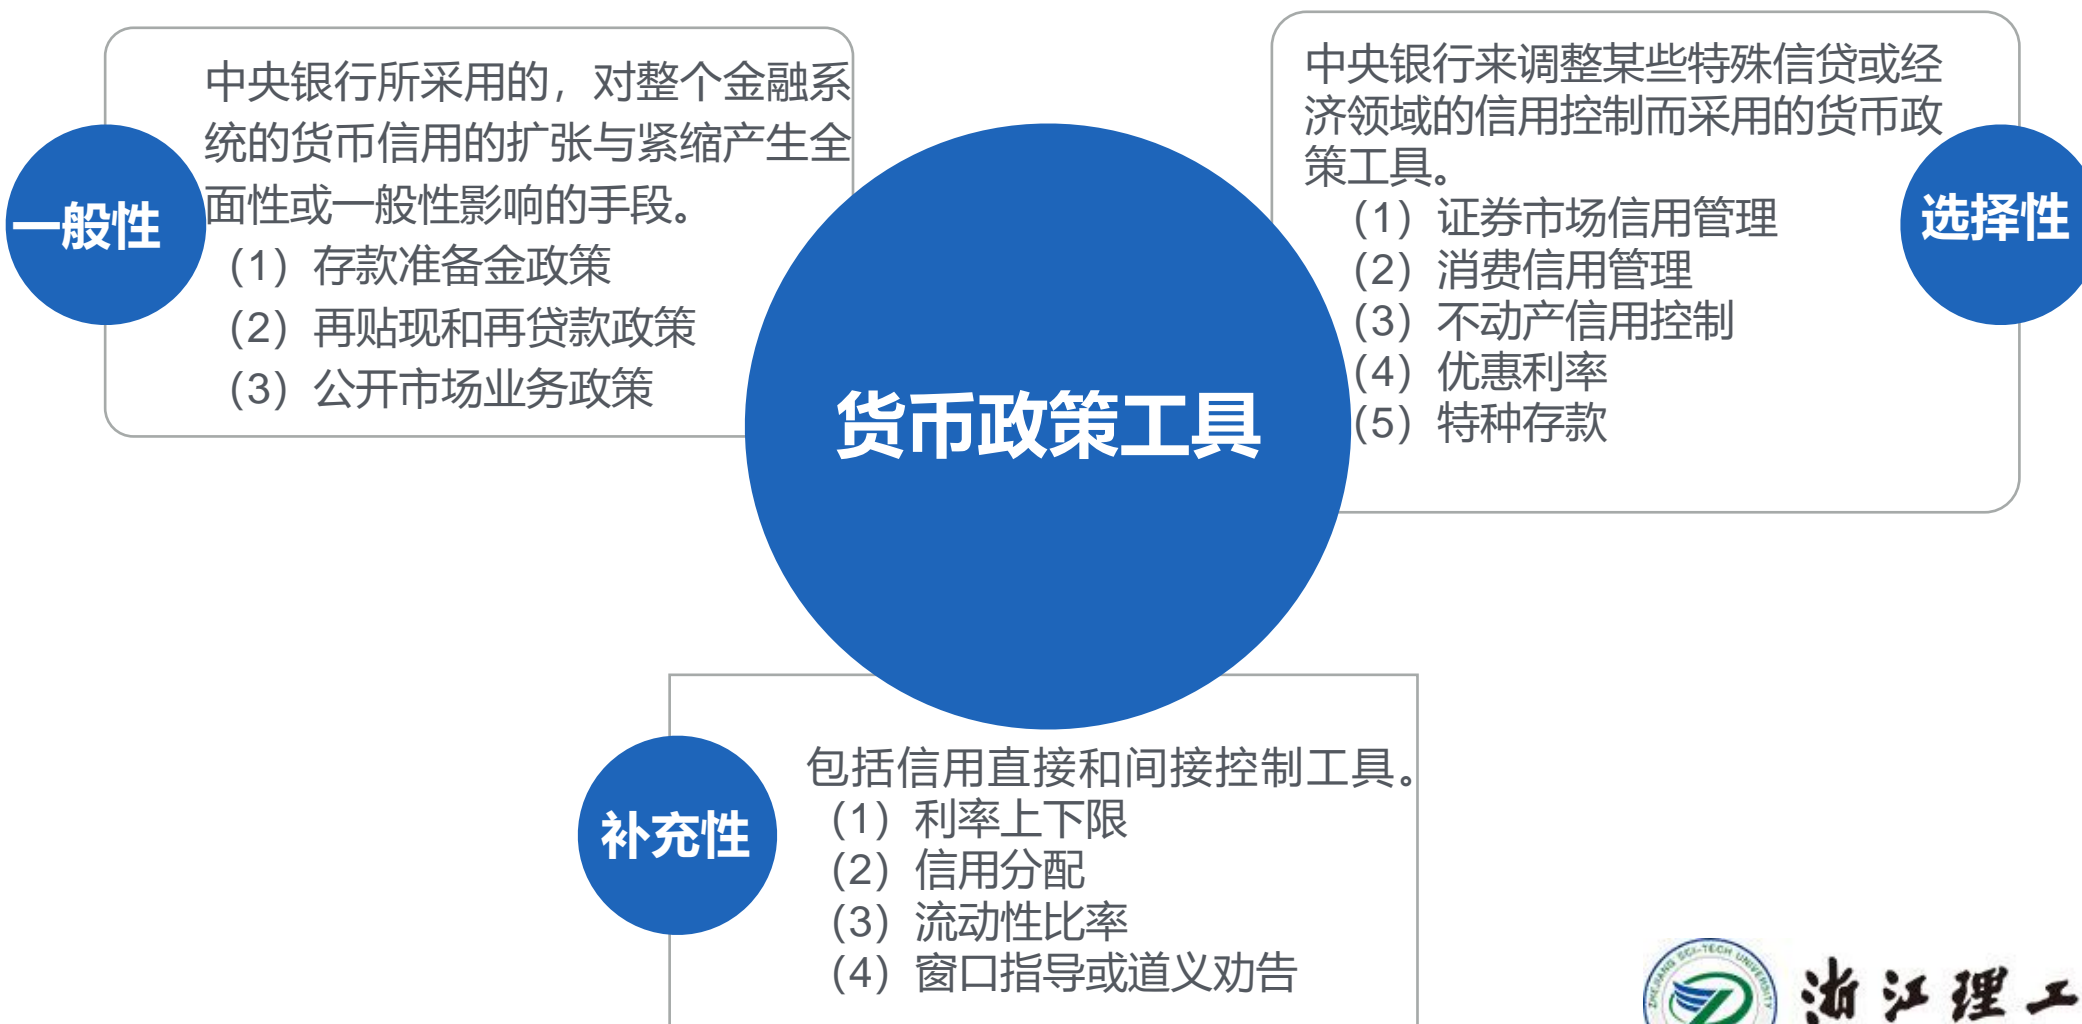 一般性
中央银行所采用的，对整个金融系
统的货币信用的扩张与紧缩产生全
面性或一般性影响的手段。
（1）存款准备金政策
（2）再贴现和再贷款政策
（3）公开市场业务政策
货币政策工具
中央银行来调整某些特殊信贷或经
济领域的信用控制而采用的货币政
策工具。
（1）证券市场信用管理
（2）消费信用管理
（3）不动产信用控制
（4）优惠利率
（5）特种存款
选择性
补充性
包括信用直接和间接控制工具。
（1）利率上下限
（2）信用分配
（3）流动性比率
（4）窗口指导或道义劝告
ZHEJIANG SCI-TECH UNIVERSITY
浙江理工